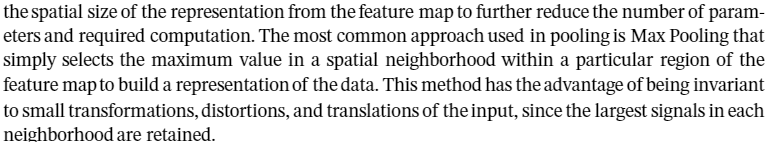 the spatial size of the representation from the feature map to further reduce the number of param-
eters and required computation. The most common approach used in pooling is Max Pooling that
simply selects the maximum value in a spatial neighborhood within a particular region of the
feature map to build a representation of the data. This method has the advantage of being invariant
to small transformations, distortions, and translations of the input, since the largest signals in each
neighborhood are retained.